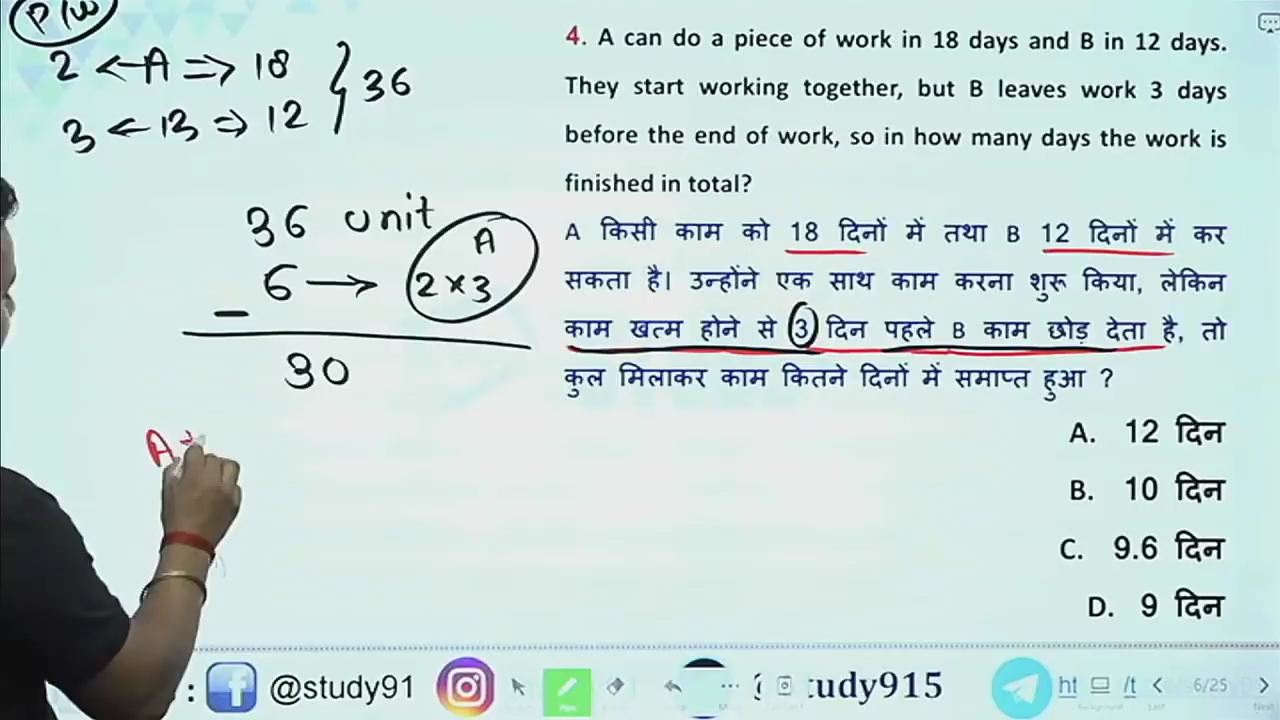 P/W
2 ← A ⇒ 18
3 ← B ⇒ 12
} 36
36 unit
- 6 → 2 × 3
A
30
A
4. A can do a piece of work in 18 days and B in 12 days.
They start working together, but B leaves work 3 days
before the end of work, so in how many days the work is
finished in total?
A किसी काम को 18 दिनों में तथा B 12 दिनों में कर
सकता है। उन्होंने एक साथ काम करना शुरू किया, लेकिन
काम खत्म होने से 3 दिन पहले B काम छोड़ देता है, तो
कुल मिलाकर काम कितने दिनों में समाप्त हुआ ?
A. 12 दिन
B. 10 दिन
C. 9.6 दिन
D. 9 दिन
: @study91
tudy915
ht /t
6/25
Next